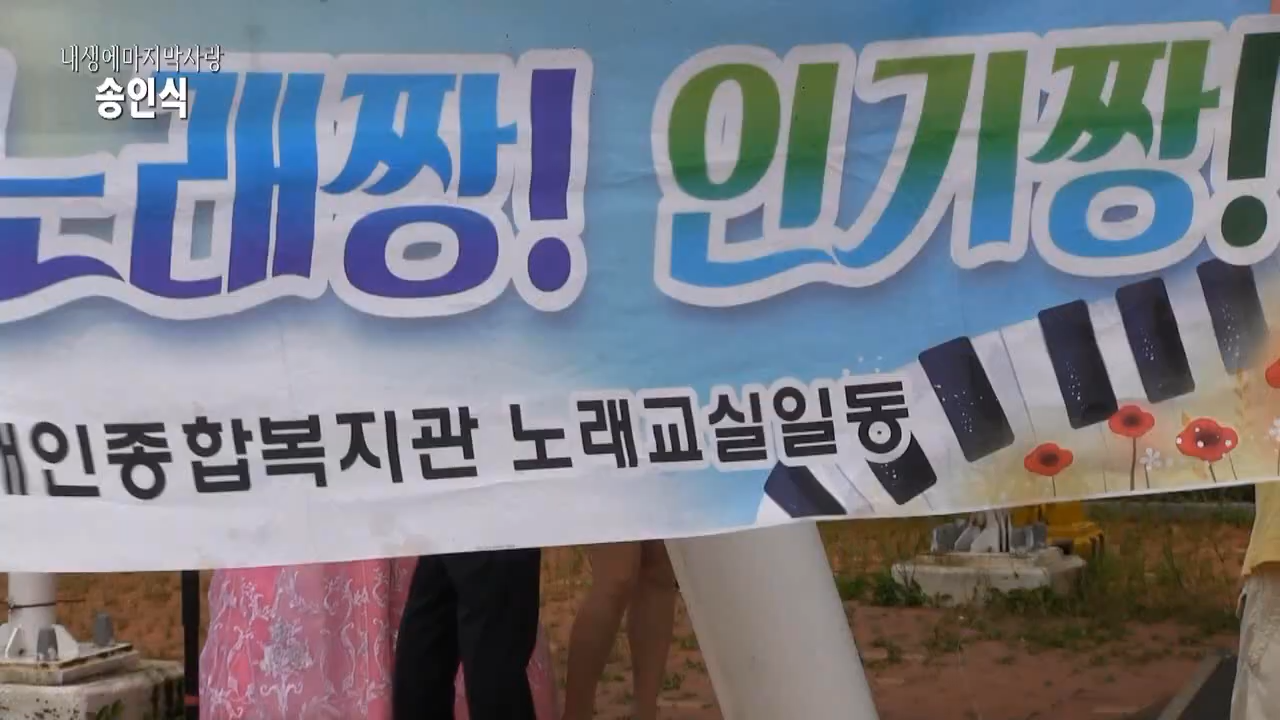 내생에마지막사랑
송인식
노래짱! 인기짱!
애인종합복지관 노래교실일동